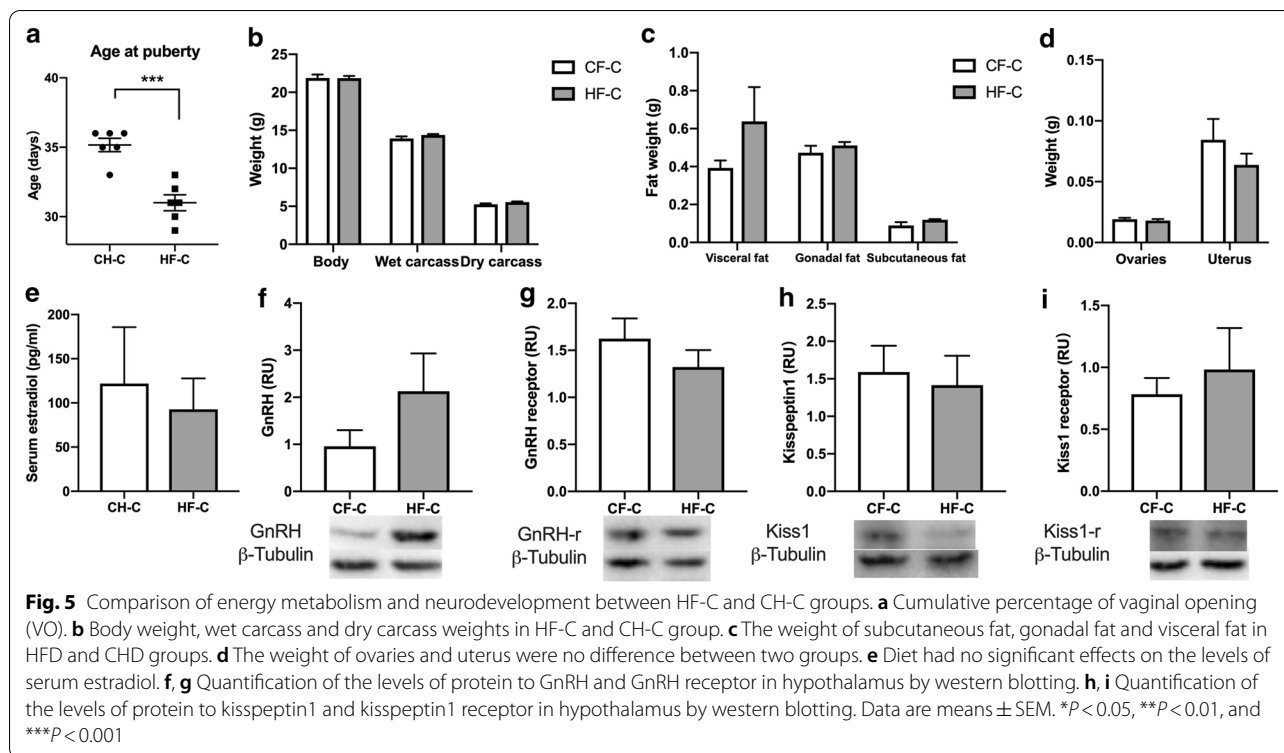 a
Age at puberty
***
Age (days)
40
35
30
CH-C HF-C
b
Weight (g)
25
20
15
10
5
0
Body Wet carcass Dry carcass
CF-C
HF-C
c
Fat weight (g)
1.0
0.8
0.6
0.4
0.2
0.0
Visceral fat Gonadal fat Subcutaneous fat
CF-C
HF-C
d
Weight (g)
0.15
0.10
0.05
0.00
Ovaries Uterus
e
Serum estradiol (pg/ml)
200
150
100
50
0
CH-C HF-C
f
GnRH (RU)
4
3
2
1
0
CF-C HF-C
GnRH
β-Tubulin
g
GnRH receptor (RU)
2.0
1.5
1.0
0.5
0.0
CF-C HF-C
GnRH-r
β-Tubulin
h
Kisspeptin1 (RU)
2.5
2.0
1.5
1.0
0.5
0.0
CF-C HF-C
Kiss1
β-Tubulin
i
Kiss1 receptor (RU)
1.5
1.0
0.5
0.0
CF-C HF-C
Kiss1-r
β-Tubulin
Fig. 5 Comparison of energy metabolism and neurodevelopment between HF-C and CH-C groups. a Cumulative percentage of vaginal opening
(VO). b Body weight, wet carcass and dry carcass weights in HF-C and CH-C group. c The weight of subcutaneous fat, gonadal fat and visceral fat in
HFD and CHD groups. d The weight of ovaries and uterus were no difference between two groups. e Diet had no significant effects on the levels of
serum estradiol. f, g Quantification of the levels of protein to GnRH and GnRH receptor in hypothalamus by western blotting. h, i Quantification of
the levels of protein to kisspeptin1 and kisspeptin1 receptor in hypothalamus by western blotting. Data are means ± SEM. *P < 0.05, **P < 0.01, and
***P < 0.001